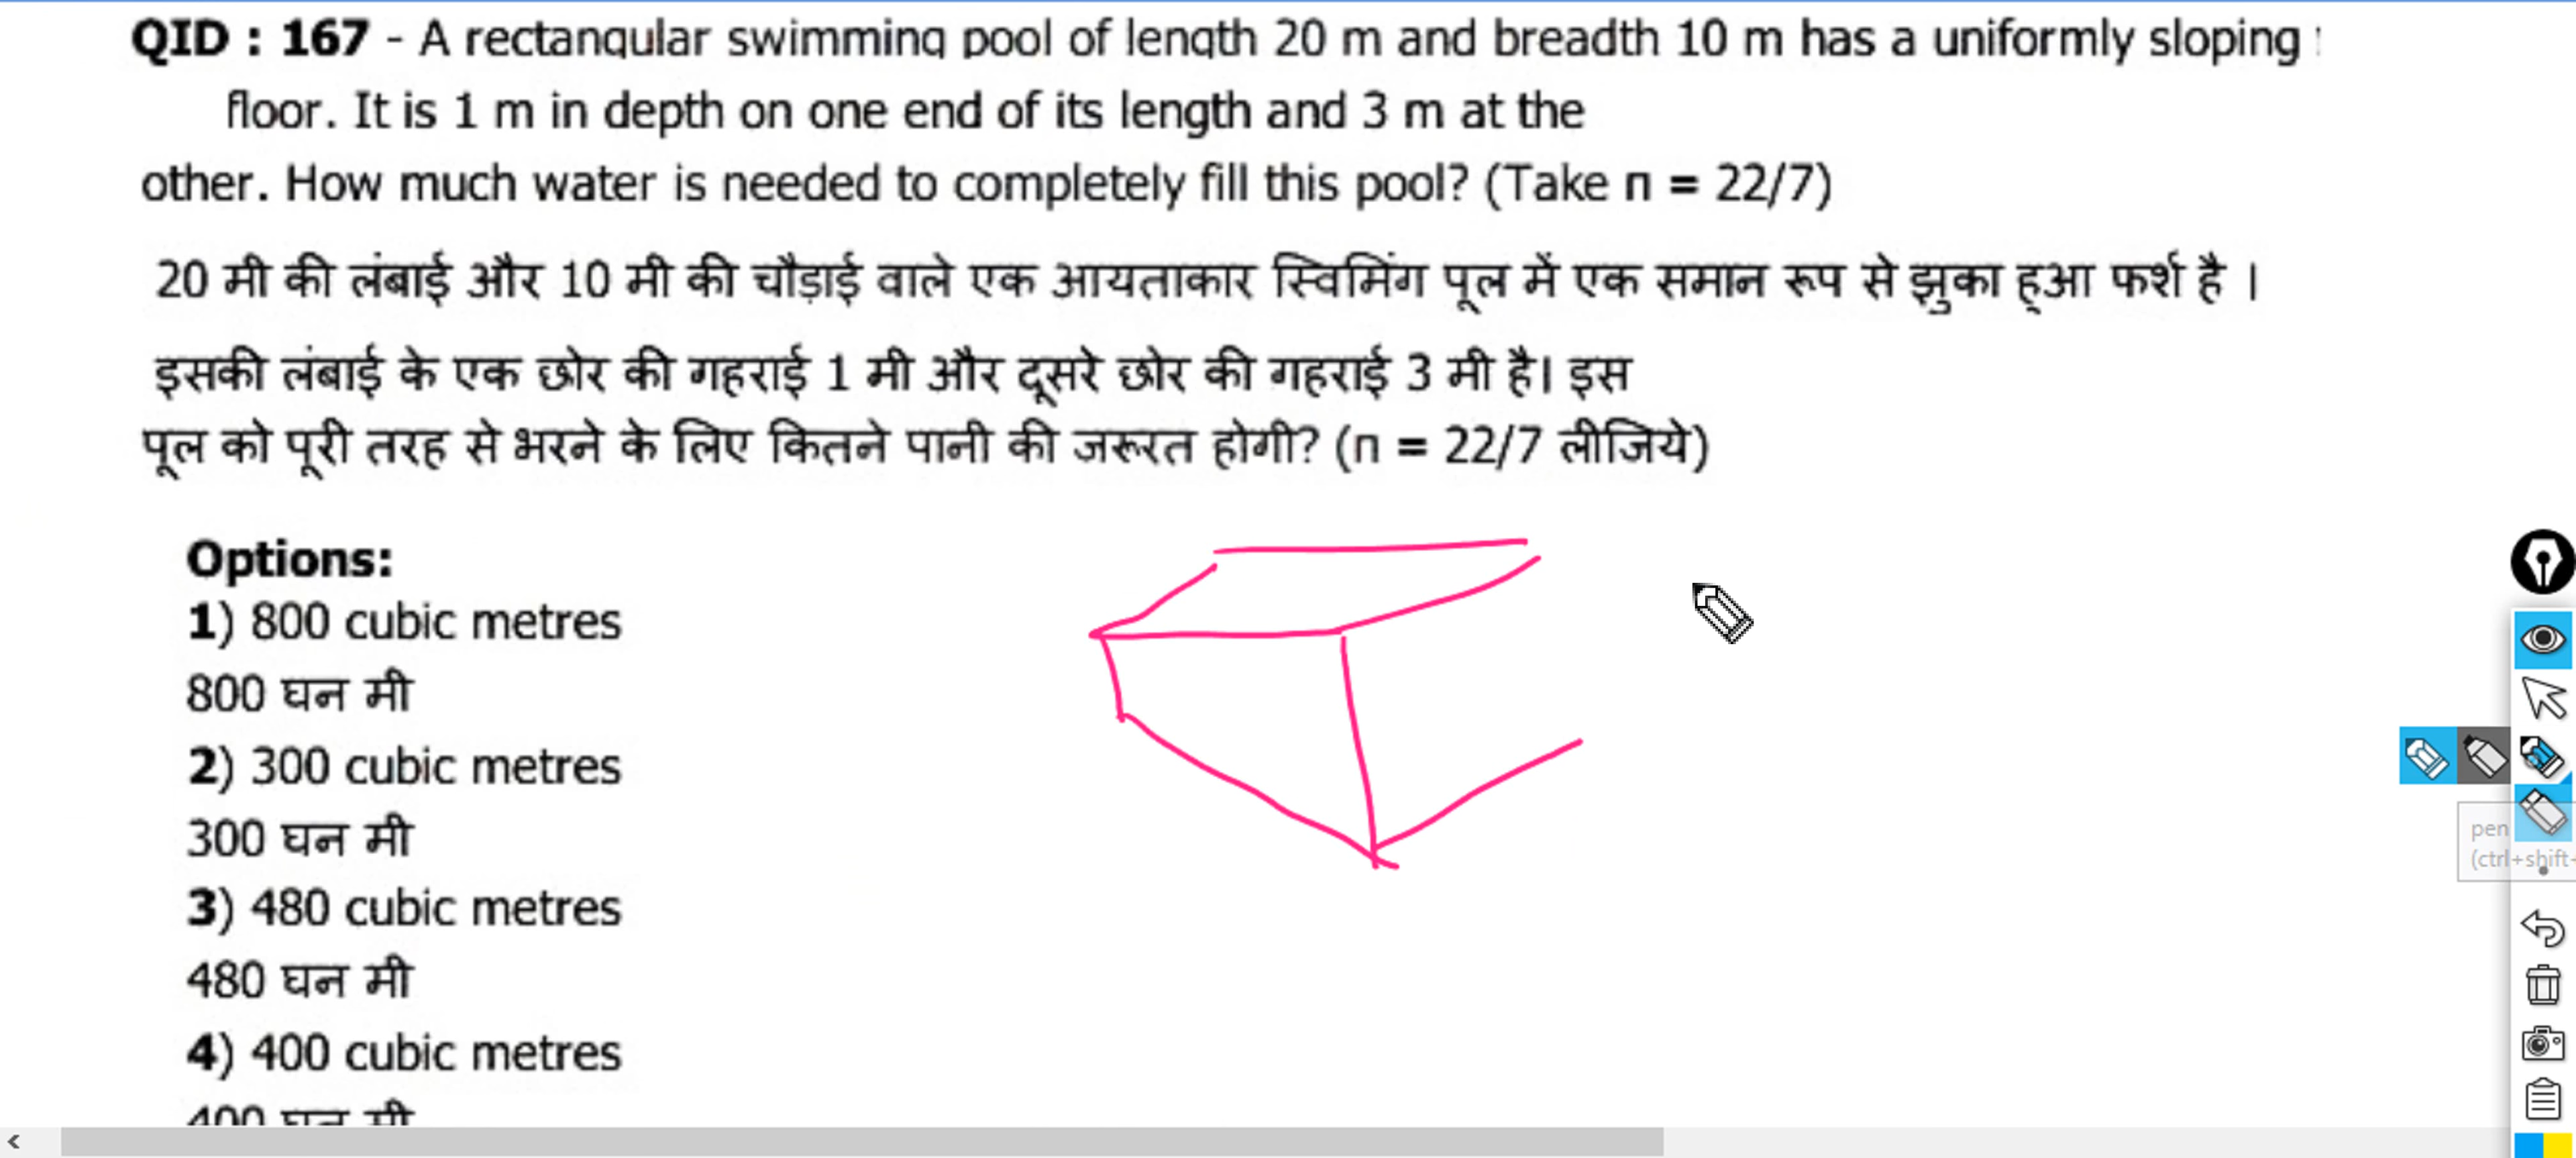 QID : 167 - A rectangular swimming pool of length 20 m and breadth 10 m has a uniformly sloping
floor. It is 1 m in depth on one end of its length and 3 m at the
other. How much water is needed to completely fill this pool? (Take п = 22/7)
20 मी की लंबाई और 10 मी की चौड़ाई वाले एक आयताकार स्विमिंग पूल में एक समान रूप से झुका हुआ फर्श है ।
इसकी लंबाई के एक छोर की गहराई 1 मी और दूसरे छोर की गहराई 3 मी है। इस
पूल को पूरी तरह से भरने के लिए कितने पानी की जरूरत होगी? (п = 22/7 लीजिये)
Options:
1) 800 cubic metres
800 घन मी
2) 300 cubic metres
300 घन मी
3) 480 cubic metres
480 घन मी
4) 400 cubic metres
400 घन मी
pen
(ctrl+shift+